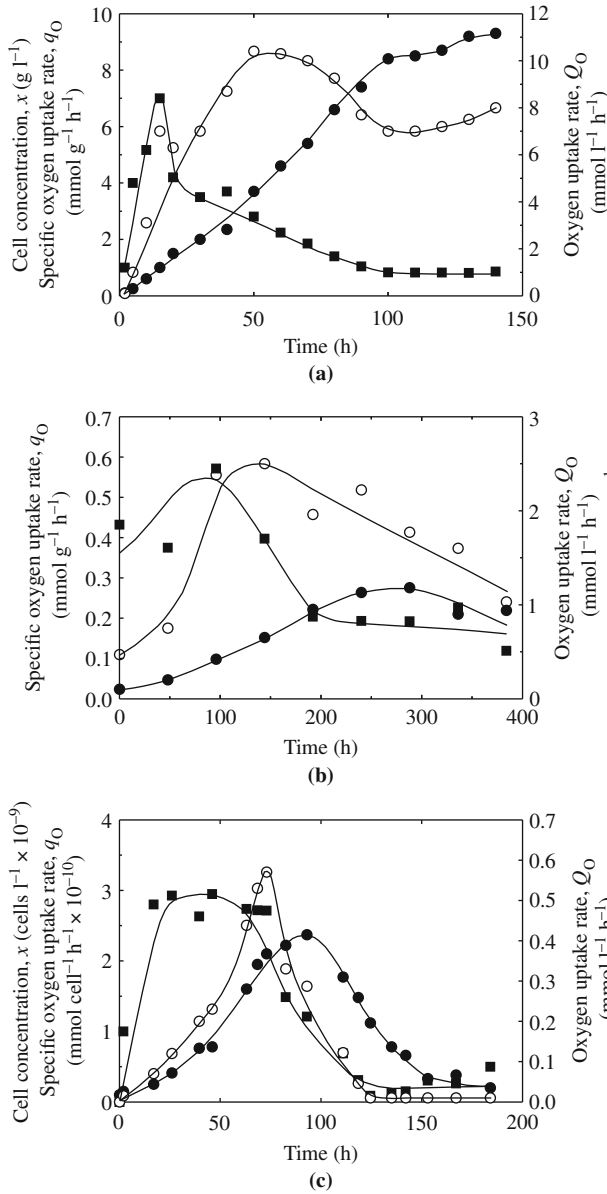 Cell concentration, x (g l⁻¹)
Specific oxygen uptake rate, qO
(mmol g⁻¹ h⁻¹)
10
8
6
4
2
0
12
10
8
6
4
2
0
Oxygen uptake rate, QO
(mmol l⁻¹ h⁻¹)
0 50 100 150
Time (h)
(a)
Specific oxygen uptake rate, qO
(mmol g⁻¹ h⁻¹)
0.7
0.6
0.5
0.4
0.3
0.2
0.1
0.0
3
2
1
0
Oxygen uptake rate, QO
(mmol l⁻¹ h⁻¹)
0 100 200 300 400
Time (h)
(b)
Cell concentration, x (cells l⁻¹ × 10⁻⁹)
Specific oxygen uptake rate, qO
(mmol cell⁻¹ h⁻¹ × 10⁻¹⁰)
4
3
2
1
0
0.7
0.6
0.5
0.4
0.3
0.2
0.1
0.0
Oxygen uptake rate, QO
(mmol l⁻¹ h⁻¹)
0 50 100 150 200
Time (h)
(c)